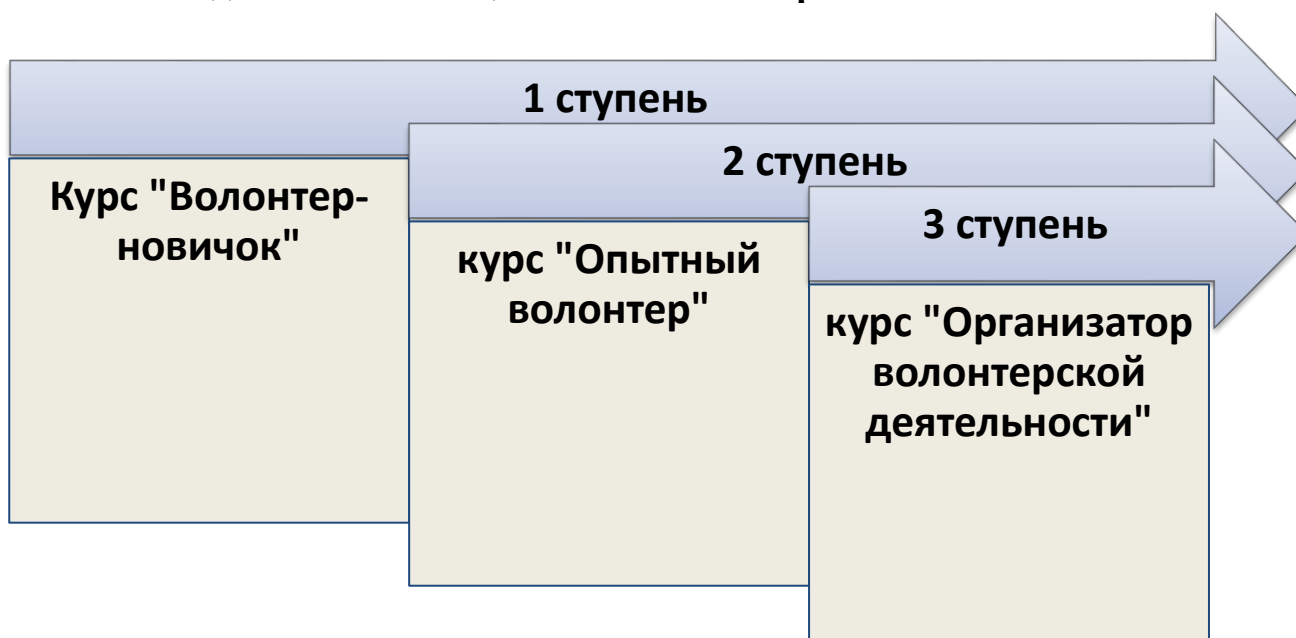 1 ступень
Курс "Волонтер-
новичок"
2 ступень
курс "Опытный
волонтер"
3 ступень
курс "Организатор
волонтерской
деятельности"